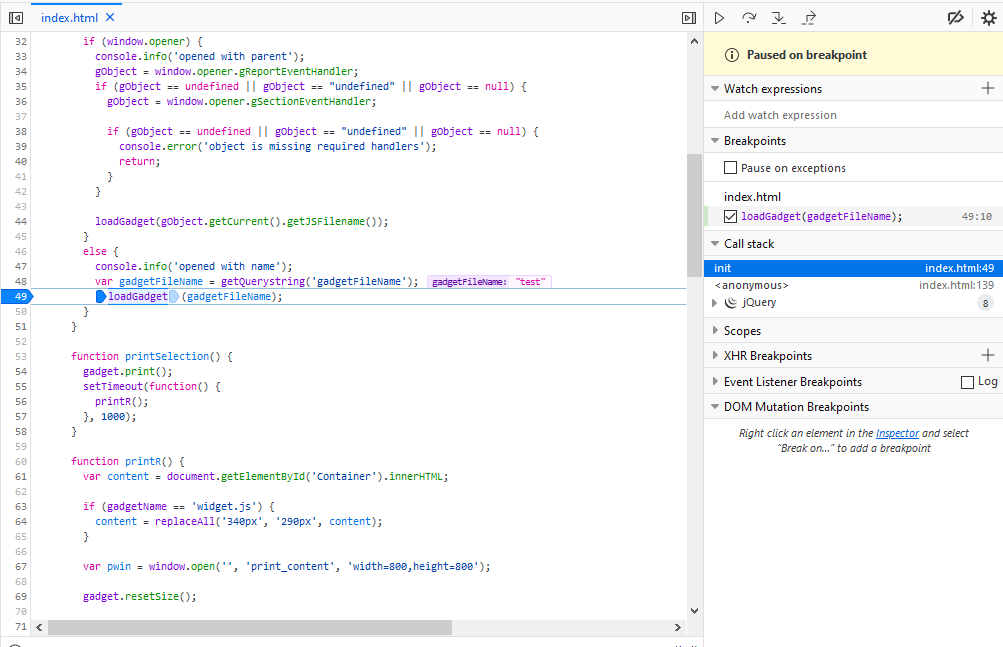 index.html ×
32 if (window.opener) {
33 console.info('opened with parent');
34 gObject = window.opener.gReportEventHandler;
35 if (gObject == undefined || gObject == "undefined" || gObject == null) {
36 gObject = window.opener.gSectionEventHandler;
37
38 if (gObject == undefined || gObject == "undefined" || gObject == null) {
39 console.error('object is missing required handlers');
40 return;
41 }
42 }
43
44 loadGadget(gObject.getCurrent().getJSFilename());
45 }
46 else {
47 console.info('opened with name');
48 var gadgetFileName = getQuerystring('gadgetFileName'); gadgetFileName: "test"
49 loadGadget(gadgetFileName);
50 }
51 }
52
53 function printSelection() {
54 gadget.print();
55 setTimeout(function() {
56 printR();
57 }, 1000);
58 }
59
60 function printR() {
61 var content = document.getElementById('Container').innerHTML;
62
63 if (gadgetName == 'widget.js') {
64 content = replaceAll('340px', '290px', content);
65 }
66
67 var pwin = window.open('', 'print_content', 'width=800,height=800');
68
69 gadget.resetSize();
70
71
Paused on breakpoint
Watch expressions
Add watch expression
Breakpoints
Pause on exceptions
index.html
loadGadget(gadgetFileName); 49:10
Call stack
init index.html:49
<anonymous> index.html:139
jQuery 8
Scopes
XHR Breakpoints
Event Listener Breakpoints Log
DOM Mutation Breakpoints
Right click an element in the Inspector and select
“Break on...” to add a breakpoint